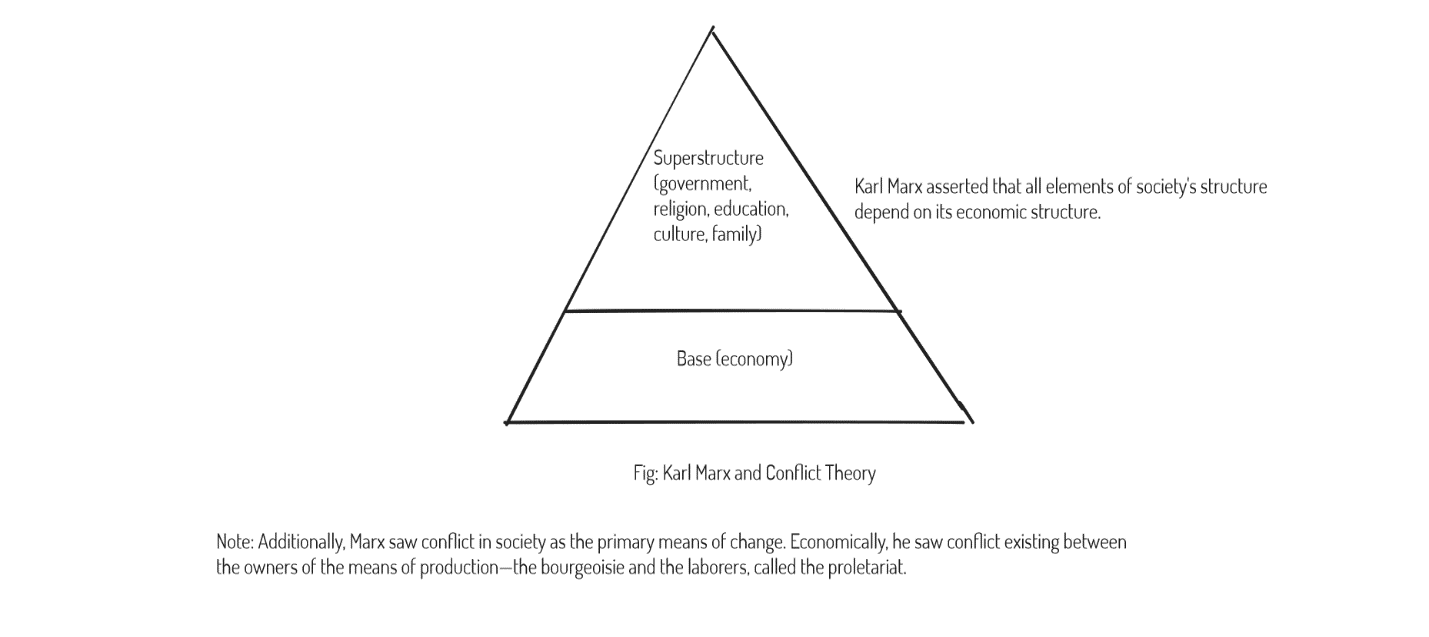 Superstructure
(government,
religion, education,
culture, family)
Karl Marx asserted that all elements of society's structure
depend on its economic structure.
Base (economy)
Fig: Karl Marx and Conflict Theory
Note: Additionally, Marx saw conflict in society as the primary means of change. Economically, he saw conflict existing between
the owners of the means of production—the bourgeoisie and the laborers, called the proletariat.